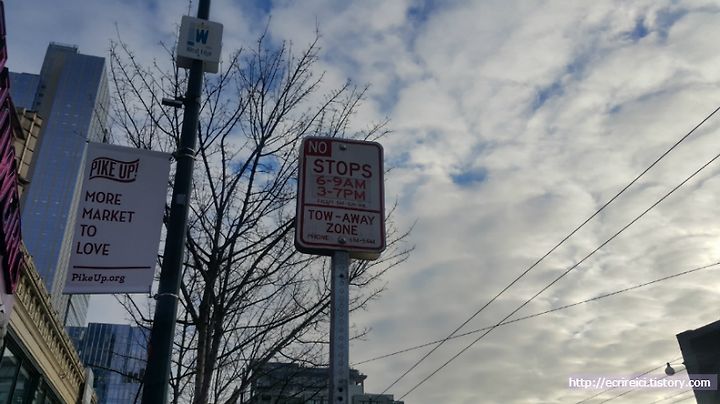 W
PIKE UP!
MORE
MARKET
TO
LOVE
PikeUp.org
NO
STOPS
6-9AM
3-7PM
TOW-AWAY
ZONE
http://ecrireici.tistory.com